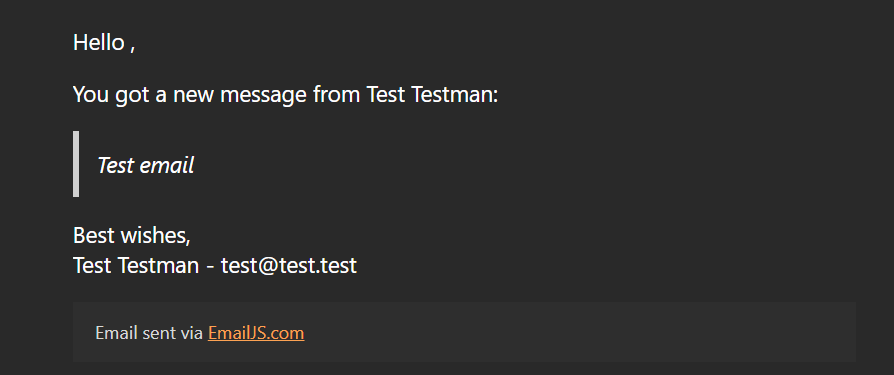 Hello ,
You got a new message from Test Testman:
Test email
Best wishes,
Test Testman - test@test.test
Email sent via EmailJS.com